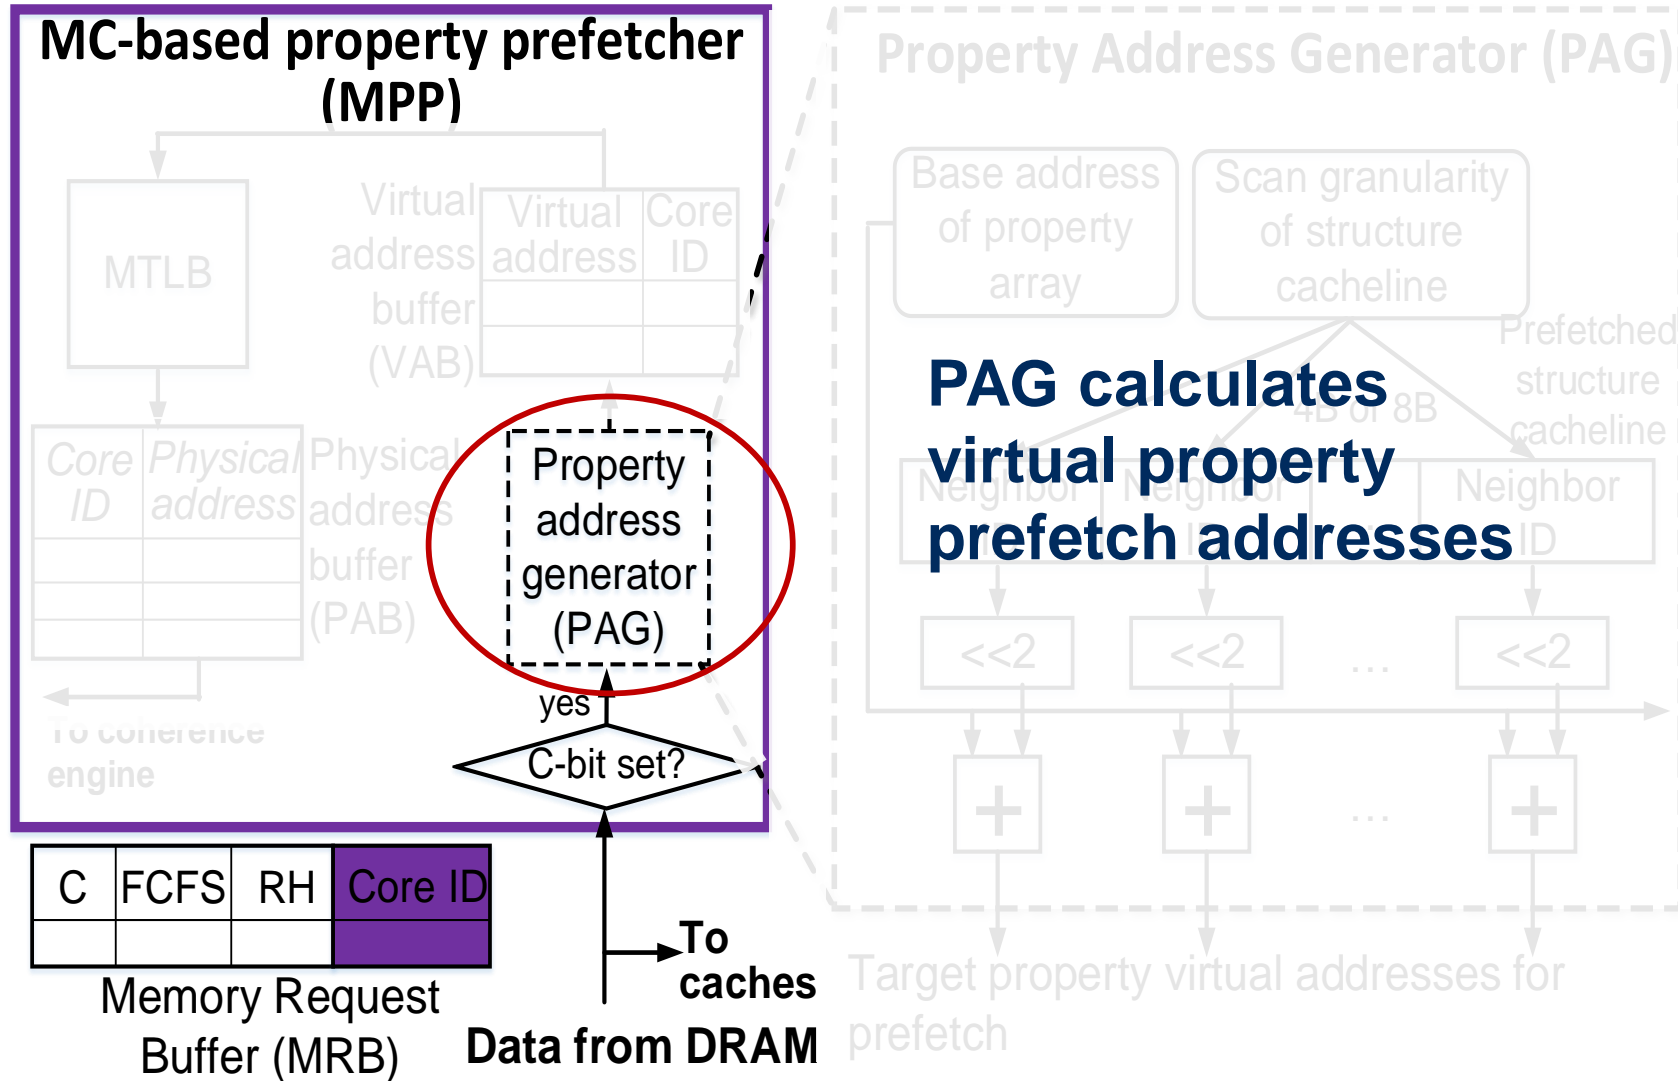 MC-based property prefetcher
(MPP)
MTLB
Virtual
address
buffer
(VAB)
Virtual
address
Core
ID
Core
ID
Physical
address
Physical
address
buffer
(PAB)
Property
address
generator
(PAG)
yes
C-bit set?
To coherence
engine
C
FCFS
RH
Core ID
Memory Request
Buffer (MRB)
To
caches
Data from DRAM
Property Address Generator (PAG)
Base address
of property
array
Scan granularity
of structure
cacheline
Prefetched
structure
cacheline
4B or 8B
PAG calculates
virtual property
prefetch addresses
Neighbor
ID
Neighbor
ID
Neighbor
ID
<<2
<<2
...
<<2
+
+
...
+
Target property virtual addresses for
prefetch